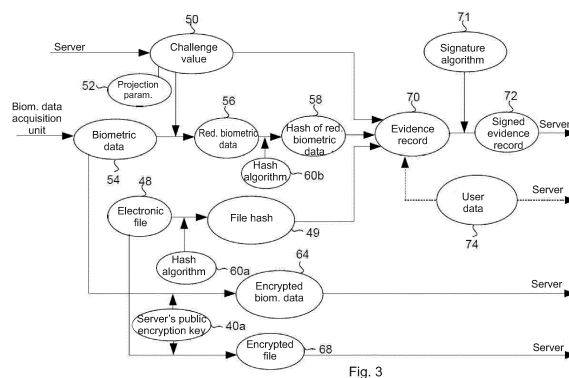 50
71
Server
Challenge
value
Signature
algorithm
52
Projection
param.
56
58
70
72
Biom. data
acquisition
unit
Biometric
data
Red. biometric
data
Hash of red.
biometric
data
Evidence
record
Signed
evidence
record
Server
54
48
Hash
algorithm
60b
Electronic
file
File hash
49
User
data
Server
74
64
Hash
algorithm
60a
Encrypted
biom. data
Server
Server's public
encryption key
40a
Encrypted
file
68
Server
Fig. 3